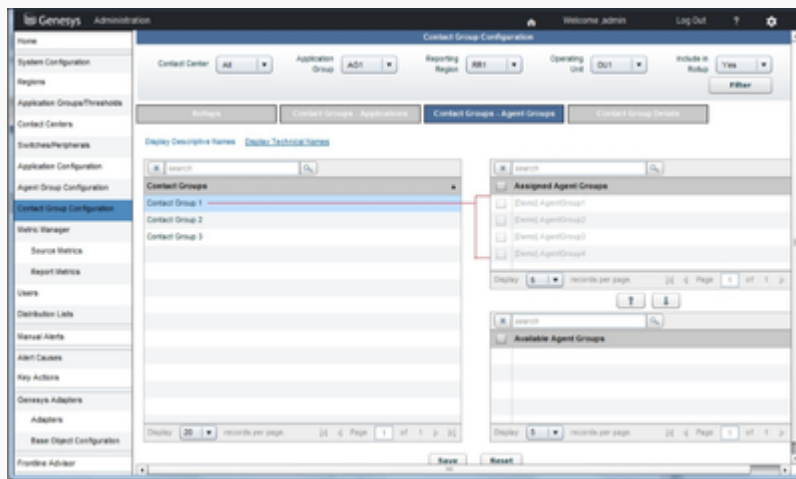 Genesys Administration Welcome ,admin Log Out ?
Home
System Configuration
Regions
Application Groups/Thresholds
Contact Centers
Switches/Peripherals
Application Configuration
Agent Group Configuration
Contact Group Configuration
Metric Manager
Source Metrics
Report Metrics
Users
Distribution Lists
Manual Alerts
Alert Causes
Key Actions
Genesys Adapters
Adapters
Base Object Configuration
Frontline Advisor
Contact Group Configuration
Contact Center All
Application Group AG1
Reporting Region RR1
Operating Unit OU1
Include in Rollup Yes
Filter
Rollups Contact Groups - Applications Contact Groups - Agent Groups Contact Group Details
Display Descriptive Names Display Technical Names
search
Contact Groups
Contact Group 1
Contact Group 2
Contact Group 3
Display 20 records per page. Page 1 of 1
search
Assigned Agent Groups
[Demo] AgentGroup1
[Demo] AgentGroup2
[Demo] AgentGroup3
[Demo] AgentGroup4
Display 5 records per page. Page 1 of 1
search
Available Agent Groups
Display 5 records per page. Page 1 of 1
Save Reset